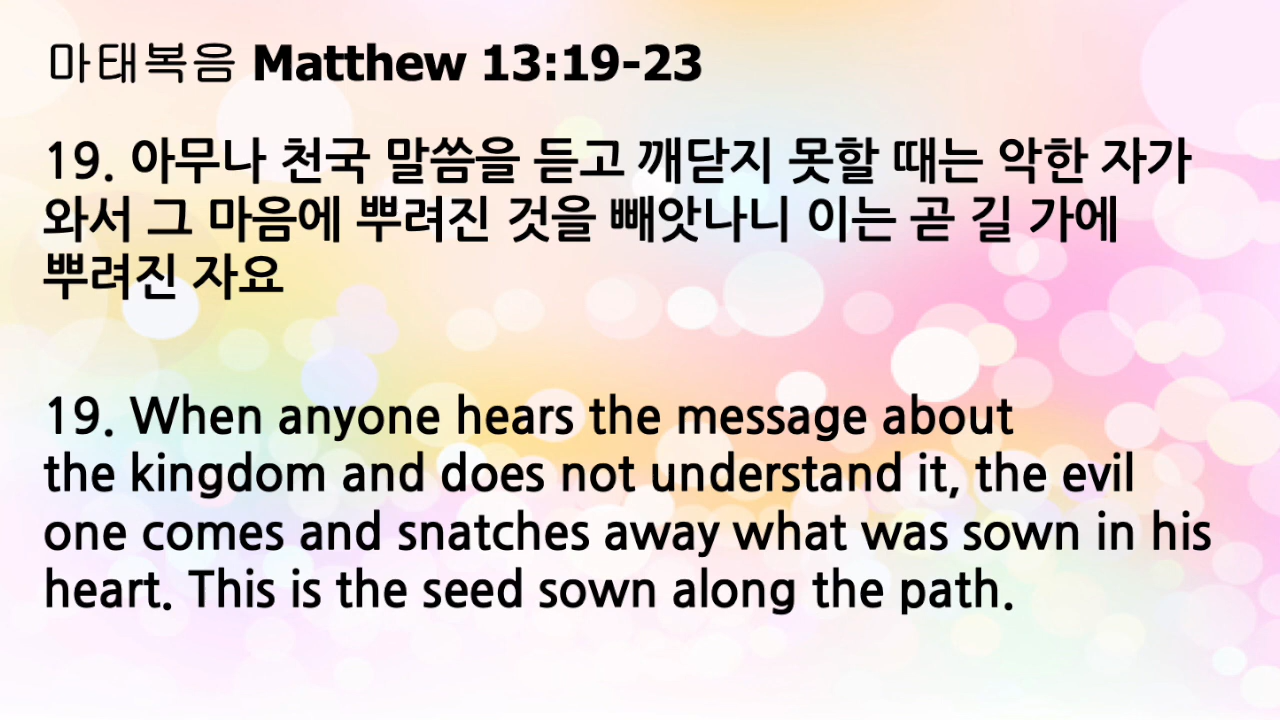 마태복음 Matthew 13:19-23
19. 아무나 천국 말씀을 듣고 깨닫지 못할 때는 악한 자가
와서 그 마음에 뿌려진 것을 빼앗나니 이는 곧 길 가에
뿌려진 자요
19. When anyone hears the message about
the kingdom and does not understand it, the evil
one comes and snatches away what was sown in his
heart. This is the seed sown along the path.